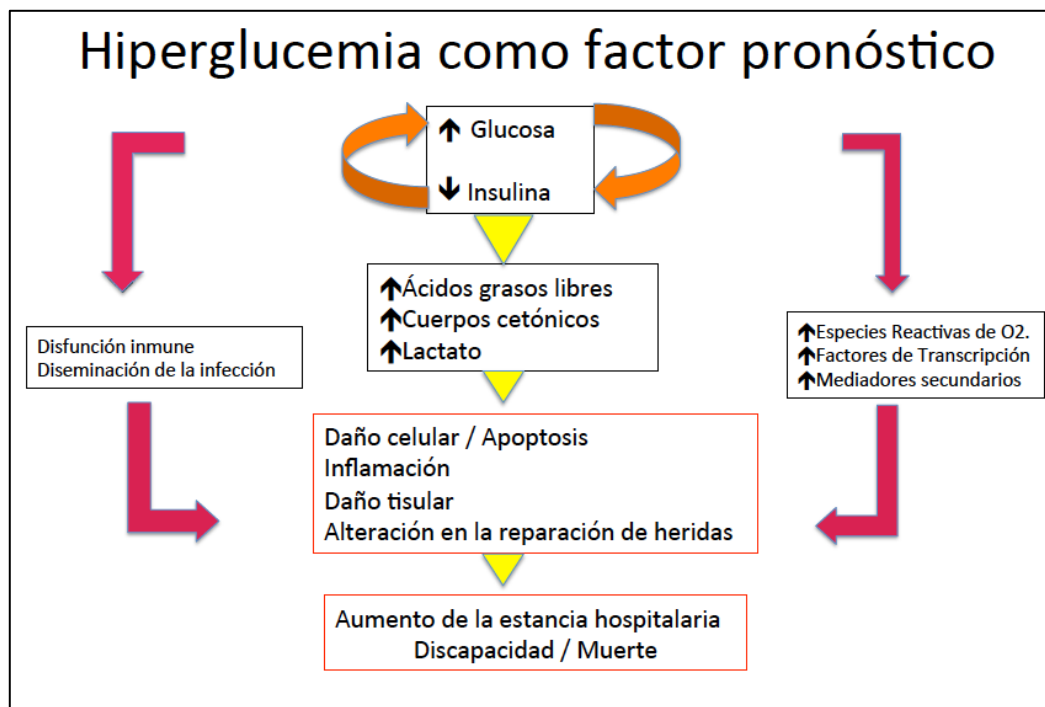 Hiperglucemia como factor pronóstico
↑ Glucosa
↓ Insulina
↑Ácidos grasos libres
↑Cuerpos cetónicos
↑Lactato
Disfunción inmune
Diseminación de la infección
↑Especies Reactivas de O2.
↑Factores de Transcripción
↑Mediadores secundarios
Daño celular / Apoptosis
Inflamación
Daño tisular
Alteración en la reparación de heridas
Aumento de la estancia hospitalaria
Discapacidad / Muerte